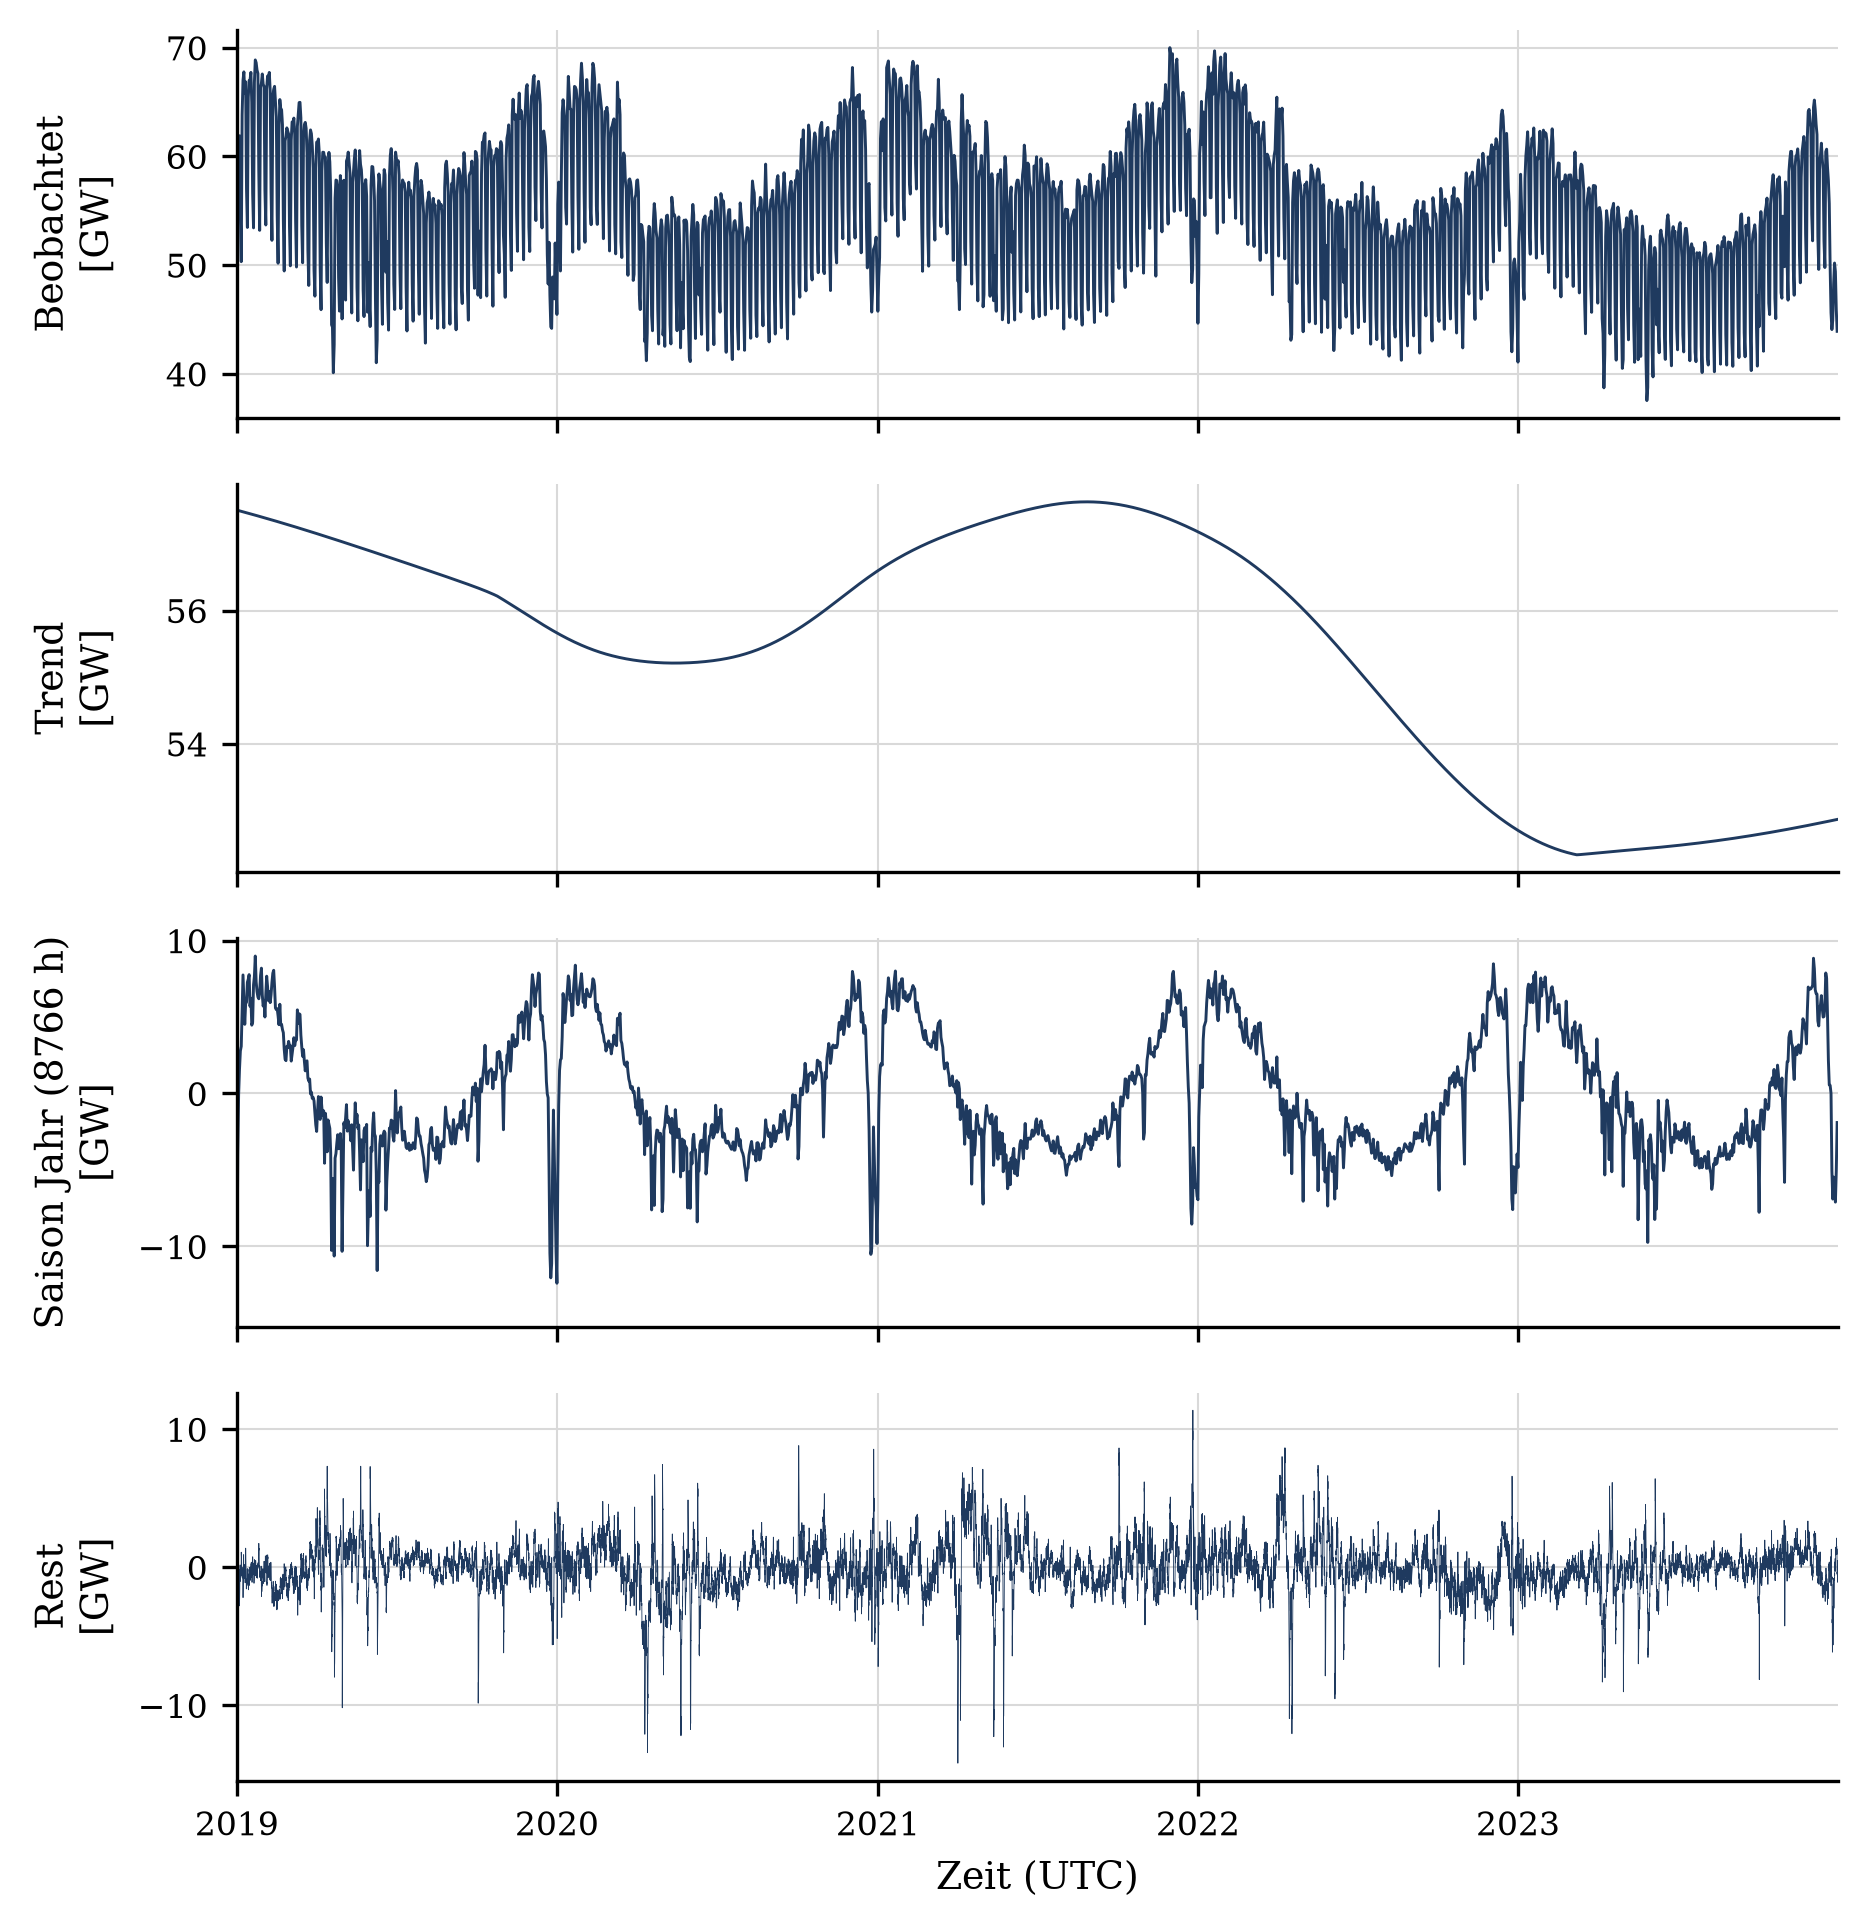 70
60
50
40
Beobachtet
[GW]
56
54
Trend
[GW]
10
0
−10
Saison Jahr (8766 h)
[GW]
10
0
−10
Rest
[GW]
2019
2020
2021
2022
2023
Zeit (UTC)